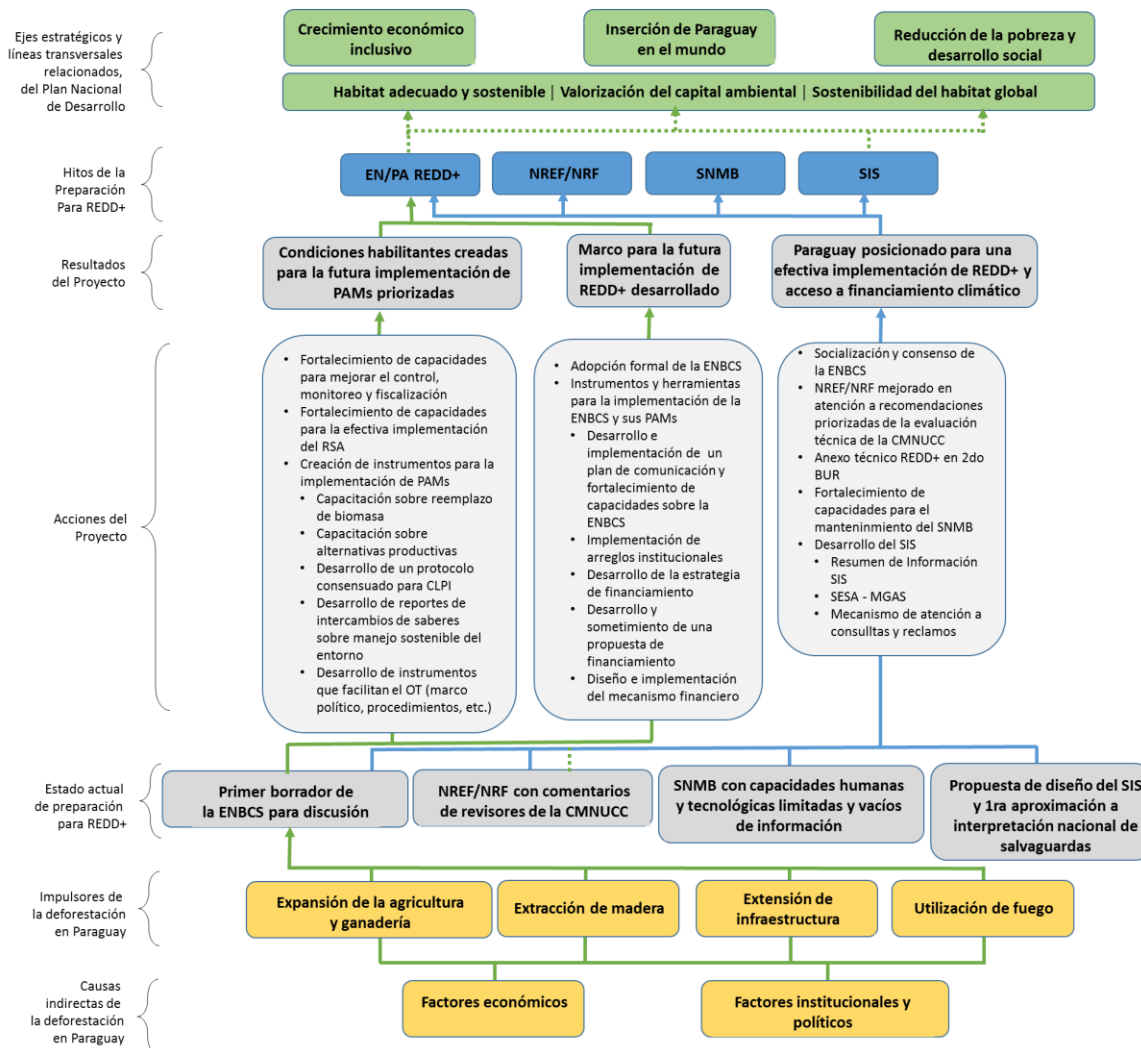 Ejes estratégicos y
líneas transversales
relacionados,
del Plan Nacional
de Desarrollo
Crecimiento económico
inclusivo
Inserción de Paraguay
en el mundo
Reducción de la pobreza y
desarrollo social
Habitat adecuado y sostenible | Valorización del capital ambiental | Sostenibilidad del habitat global
Hitos de la
Preparación
Para REDD+
EN/PA REDD+
NREF/NRF
SNMB
SIS
Resultados
del Proyecto
Condiciones habilitantes creadas
para la futura implementación de
PAMs priorizadas
Marco para la futura
implementación de
REDD+ desarrollado
Paraguay posicionado para una
efectiva implementación de REDD+ y
acceso a financiamiento climático
Acciones del
Proyecto
• Fortalecimiento de capacidades
para mejorar el control,
monitoreo y fiscalización
• Fortalecimiento de capacidades
para la efectiva implementación
del RSA
• Creación de instrumentos para la
implementación de PAMs
• Capacitación sobre reemplazo
de biomasa
• Capacitación sobre
alternativas productivas
• Desarrollo de un protocolo
consensuado para CLPI
• Desarrollo de reportes de
intercambios de saberes
sobre manejo sostenible del
entorno
• Desarrollo de instrumentos
que facilitan el OT (marco
político, procedimientos, etc.)
• Adopción formal de la ENBCS
• Instrumentos y herramientas
para la implementación de la
ENBCS y sus PAMs
• Desarrollo e
implementación de un
plan de comunicación y
fortalecimiento de
capacidades sobre la
ENBCS
• Implementación de
arreglos institucionales
• Desarrollo de la estrategia
de financiamiento
• Desarrollo y
sometimiento de una
propuesta de
financiamiento
• Diseño e implementación
del mecanismo financiero
• Socialización y consenso de
la ENBCS
• NREF/NRF mejorado en
atención a recomendaciones
priorizadas de la evaluación
técnica de la CMNUCC
• Anexo técnico REDD+ en 2do
BUR
• Fortalecimiento de
capacidades para el
manteninmiento del SNMB
• Desarrollo del SIS
• Resumen de Información
SIS
• SESA - MGAS
• Mecanismo de atención a
consulltas y reclamos
Estado actual
de preparación
para REDD+
Primer borrador de
la ENBCS para discusión
NREF/NRF con comentarios
de revisores de la CMNUCC
SNMB con capacidades humanas
y tecnológicas limitadas y vacíos
de información
Propuesta de diseño del SIS
y 1ra aproximación a
interpretación nacional de
salvaguardas
Impulsores de
la deforestación
en Paraguay
Expansión de la agricultura
y ganadería
Extracción de madera
Extensión de
infraestructura
Utilización de fuego
Causas
indirectas de
la deforestación
en Paraguay
Factores económicos
Factores institucionales y
políticos